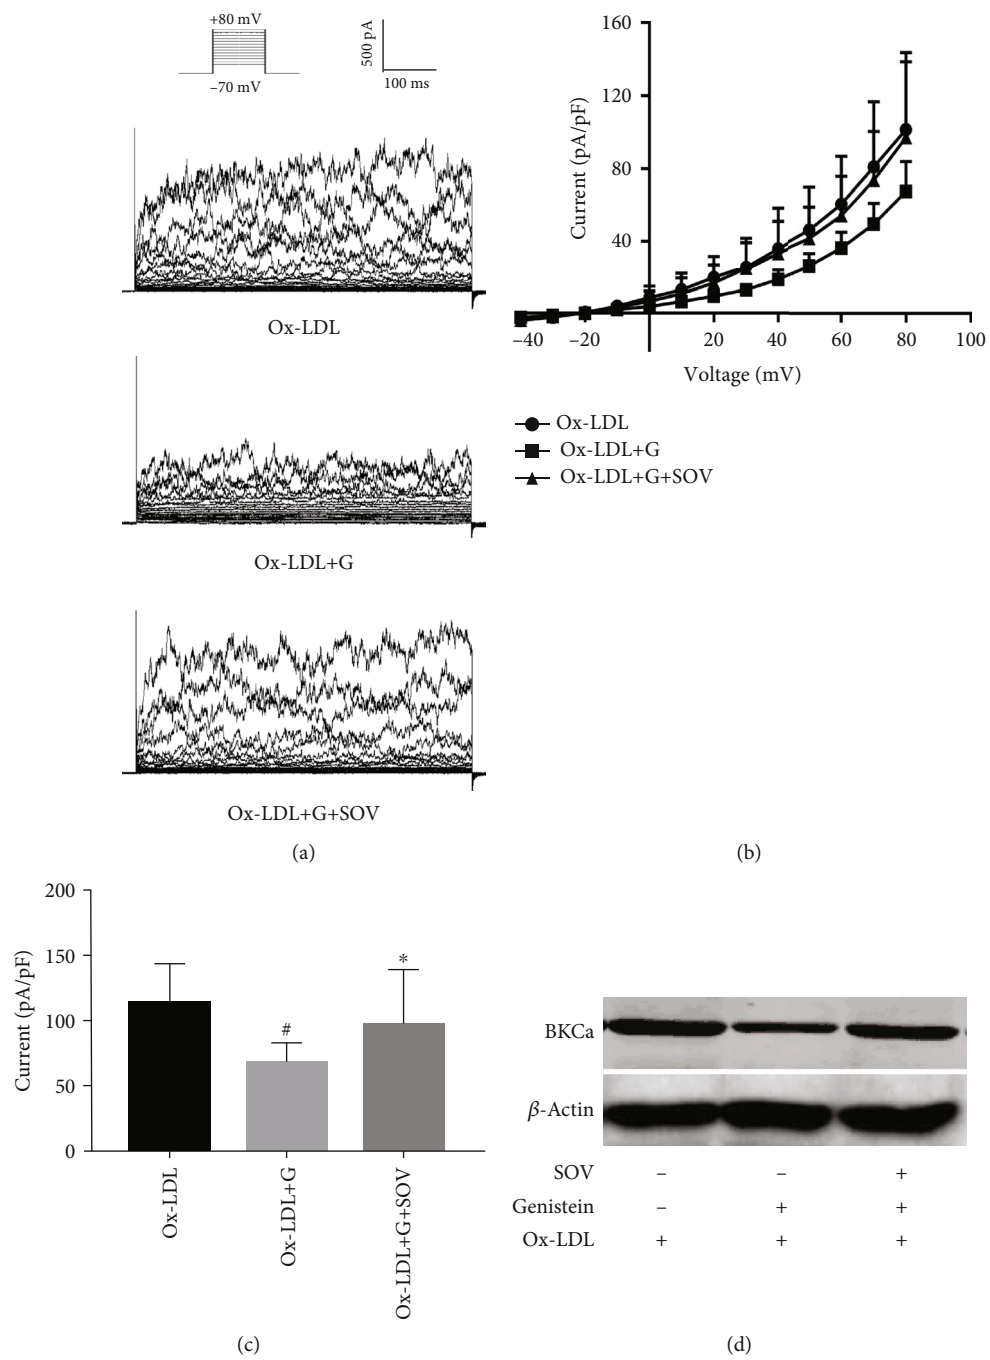 +80 mV
−70 mV
500 pA
100 ms
Ox-LDL
Ox-LDL+G
Ox-LDL+G+SOV
(a)
160
120
80
40
Current (pA/pF)
−40
−20
20
40
60
80
100
Voltage (mV)
Ox-LDL
Ox-LDL+G
Ox-LDL+G+SOV
(b)
200
150
100
50
0
Current (pA/pF)
#
*
Ox-LDL
Ox-LDL+G
Ox-LDL+G+SOV
(c)
BKCa
β-Actin
SOV − − +
Genistein − + +
Ox-LDL + + +
(d)